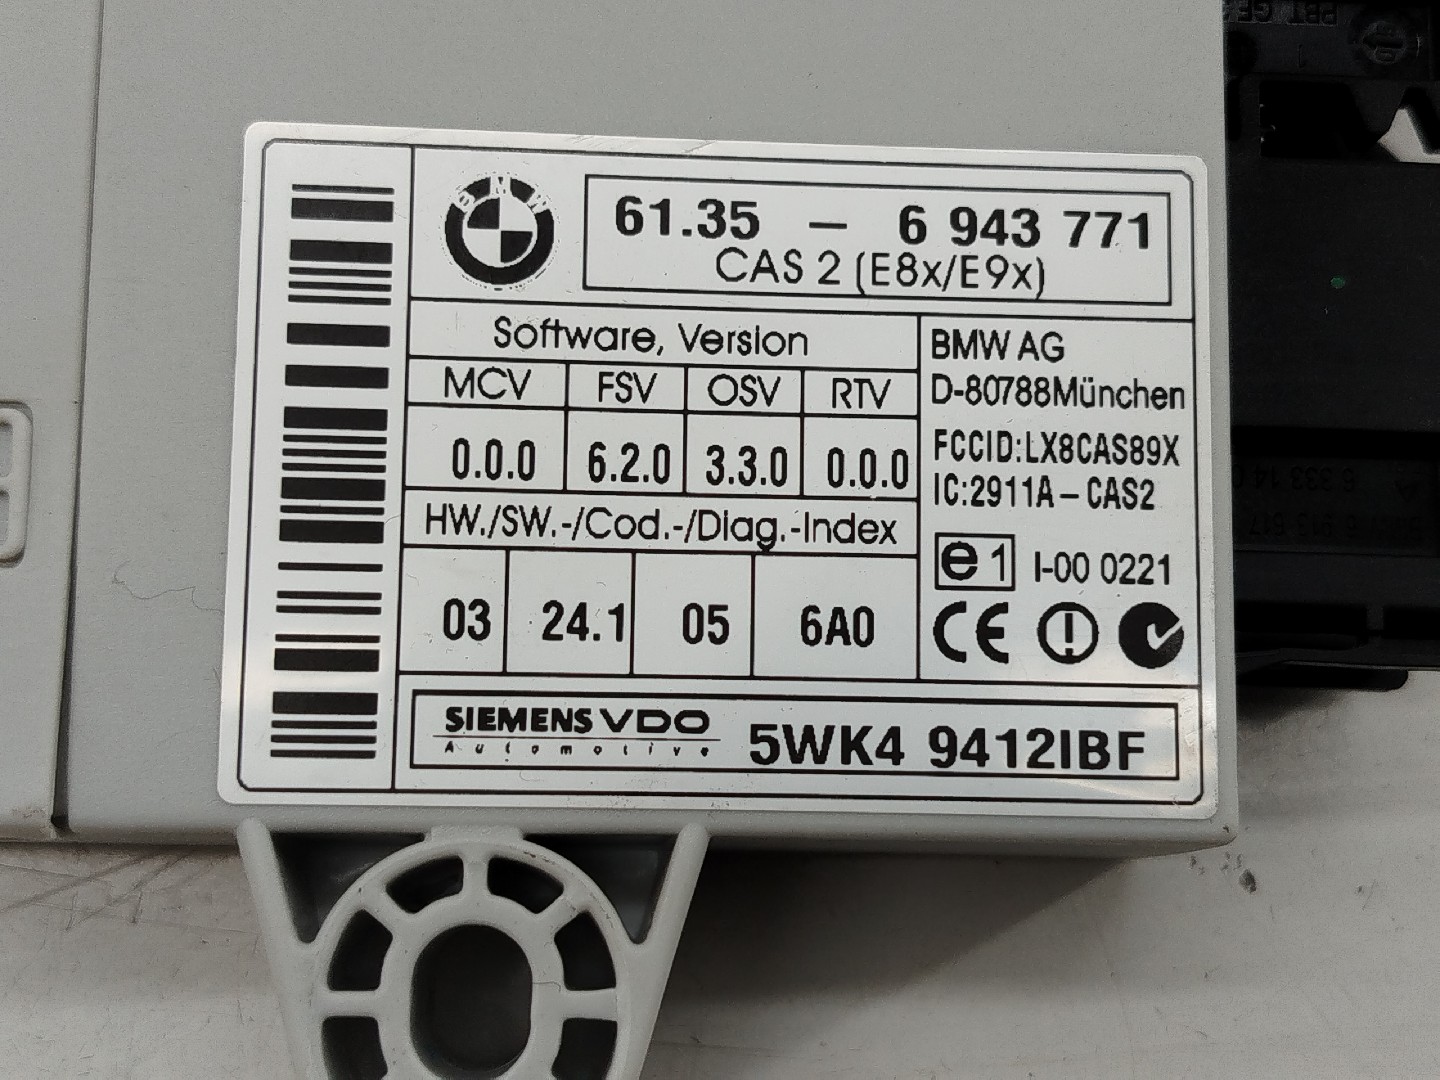 BMW
61.35 – 6 943 771
CAS 2 (E8x/E9x)
Software, Version
MCV FSV OSV RTV
0.0.0 6.2.0 3.3.0 0.0.0
HW./SW.-/Cod.-/Diag.-Index
03 24.1 05 6A0
BMW AG
D-80788München
FCCID:LX8CAS89X
IC:2911A – CAS2
e1 I-00 0221
CE
SIEMENS VDO
Automotive
5WK4 9412IBF